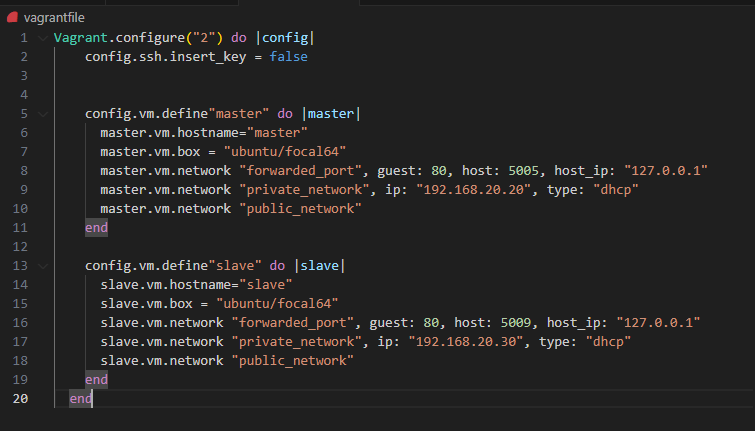 vagrantfile
1 Vagrant.configure("2") do |config|
2 config.ssh.insert_key = false
3
4
5 config.vm.define"master" do |master|
6 master.vm.hostname="master"
7 master.vm.box = "ubuntu/focal64"
8 master.vm.network "forwarded_port", guest: 80, host: 5005, host_ip: "127.0.0.1"
9 master.vm.network "private_network", ip: "192.168.20.20", type: "dhcp"
10 master.vm.network "public_network"
11 end
12
13 config.vm.define"slave" do |slave|
14 slave.vm.hostname="slave"
15 slave.vm.box = "ubuntu/focal64"
16 slave.vm.network "forwarded_port", guest: 80, host: 5009, host_ip: "127.0.0.1"
17 slave.vm.network "private_network", ip: "192.168.20.30", type: "dhcp"
18 slave.vm.network "public_network"
19 end
20 end